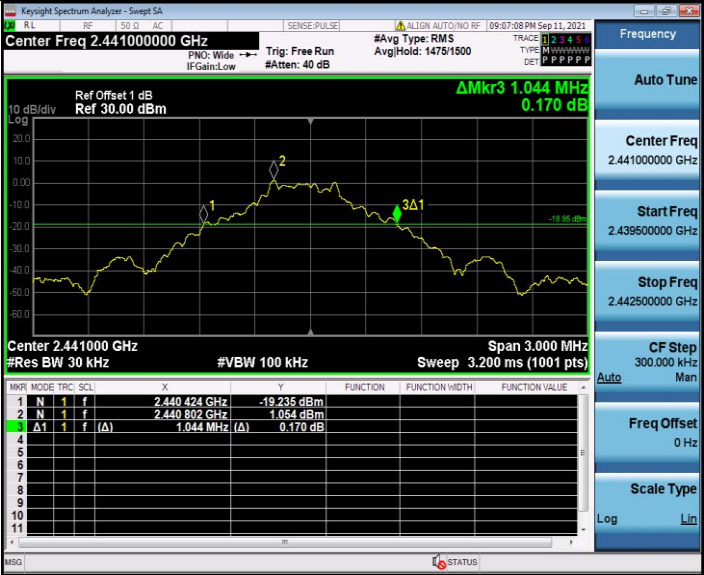 Keysight Spectrum Analyzer - Swept SA
RL RF 50 Ω AC SENSE:PULSE ALIGN AUTO/NO RF 09:07:08 PM Sep 11, 2021
Center Freq 2.441000000 GHz
PNO: Wide
IFGain:Low
Trig: Free Run
#Atten: 40 dB
#Avg Type: RMS
Avg|Hold: 1475/1500
TRACE 1 2 3 4 5 6
TYPE M W W W W W
DET P P P P P P
ΔMkr3 1.044 MHz
0.170 dB
Ref Offset 1 dB
10 dB/div Ref 30.00 dBm
Log
20.0
10.0
0.00
-10.0
-20.0
-30.0
-40.0
-50.0
-60.0
1
2
3Δ1
-18.95 dBm
Center 2.441000 GHz Span 3.000 MHz
#Res BW 30 kHz #VBW 100 kHz Sweep 3.200 ms (1001 pts)
MKR MODE TRC SCL X Y FUNCTION FUNCTION WIDTH FUNCTION VALUE
1 N 1 f 2.440 424 GHz -19.235 dBm
2 N 1 f 2.440 802 GHz 1.054 dBm
3 Δ1 1 f (Δ) 1.044 MHz (Δ) 0.170 dB
4
5
6
7
8
9
10
11
MSG STATUS
Frequency
Auto Tune
Center Freq
2.441000000 GHz
Start Freq
2.439500000 GHz
Stop Freq
2.442500000 GHz
CF Step
300.000 kHz
Auto Man
Freq Offset
0 Hz
Scale Type
Log Lin